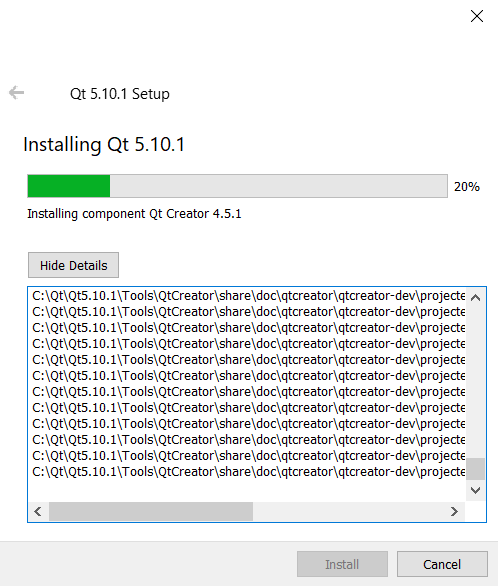 Qt 5.10.1 Setup
Installing Qt 5.10.1
20%
Installing component Qt Creator 4.5.1
Hide Details
C:\Qt\Qt5.10.1\Tools\QtCreator\share\doc\qtcreator\qtcreator-dev\projecte
C:\Qt\Qt5.10.1\Tools\QtCreator\share\doc\qtcreator\qtcreator-dev\projecte
C:\Qt\Qt5.10.1\Tools\QtCreator\share\doc\qtcreator\qtcreator-dev\projecte
C:\Qt\Qt5.10.1\Tools\QtCreator\share\doc\qtcreator\qtcreator-dev\projecte
C:\Qt\Qt5.10.1\Tools\QtCreator\share\doc\qtcreator\qtcreator-dev\projecte
C:\Qt\Qt5.10.1\Tools\QtCreator\share\doc\qtcreator\qtcreator-dev\projecte
C:\Qt\Qt5.10.1\Tools\QtCreator\share\doc\qtcreator\qtcreator-dev\projecte
C:\Qt\Qt5.10.1\Tools\QtCreator\share\doc\qtcreator\qtcreator-dev\projecte
C:\Qt\Qt5.10.1\Tools\QtCreator\share\doc\qtcreator\qtcreator-dev\projecte
C:\Qt\Qt5.10.1\Tools\QtCreator\share\doc\qtcreator\qtcreator-dev\projecte
C:\Qt\Qt5.10.1\Tools\QtCreator\share\doc\qtcreator\qtcreator-dev\projecte
C:\Qt\Qt5.10.1\Tools\QtCreator\share\doc\qtcreator\qtcreator-dev\projecte
Install
Cancel